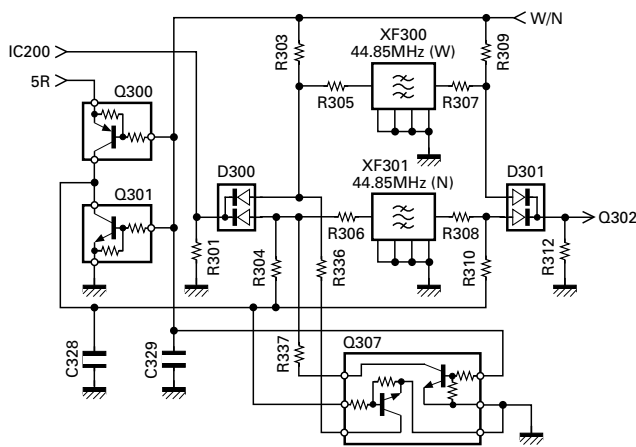 W/N
IC200
XF300
44.85MHz (W)
R303
R309
5R
Q300
R305
R307
XF301
44.85MHz (N)
D300
D301
Q301
Q302
R306
R308
R301
R304
R336
R310
R312
Q307
C328
C329
R337